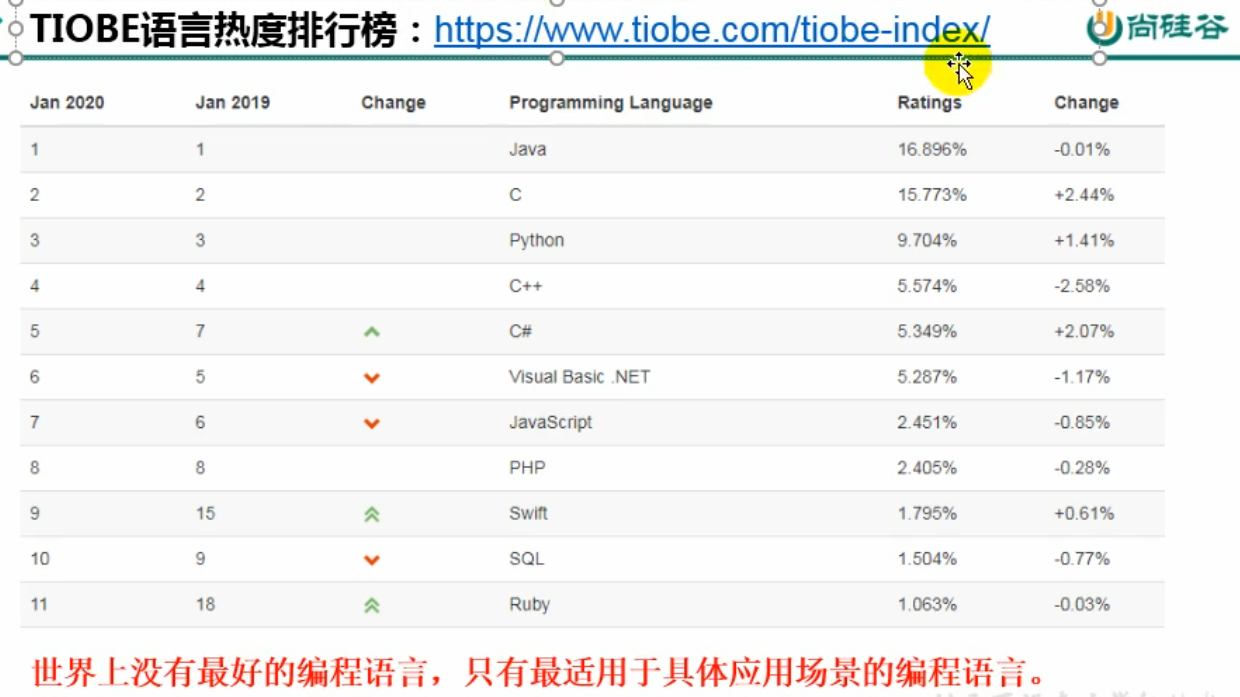 TIOBE语言热度排行榜：https://www.tiobe.com/tiobe-index/ 尚硅谷
Jan 2020 Jan 2019 Change Programming Language Ratings Change
1 1 Java 16.896% -0.01%
2 2 C 15.773% +2.44%
3 3 Python 9.704% +1.41%
4 4 C++ 5.574% -2.58%
5 7 C# 5.349% +2.07%
6 5 Visual Basic .NET 5.287% -1.17%
7 6 JavaScript 2.451% -0.85%
8 8 PHP 2.405% -0.28%
9 15 Swift 1.795% +0.61%
10 9 SQL 1.504% -0.77%
11 18 Ruby 1.063% -0.03%
世界上没有最好的编程语言，只有最适用于具体应用场景的编程语言。